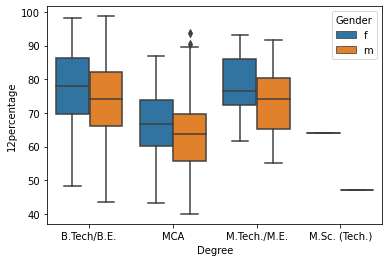 100
90
80
70
60
50
40
12percentage
Gender
f
m
B.Tech/B.E.
MCA
M.Tech./M.E.
M.Sc. (Tech.)
Degree